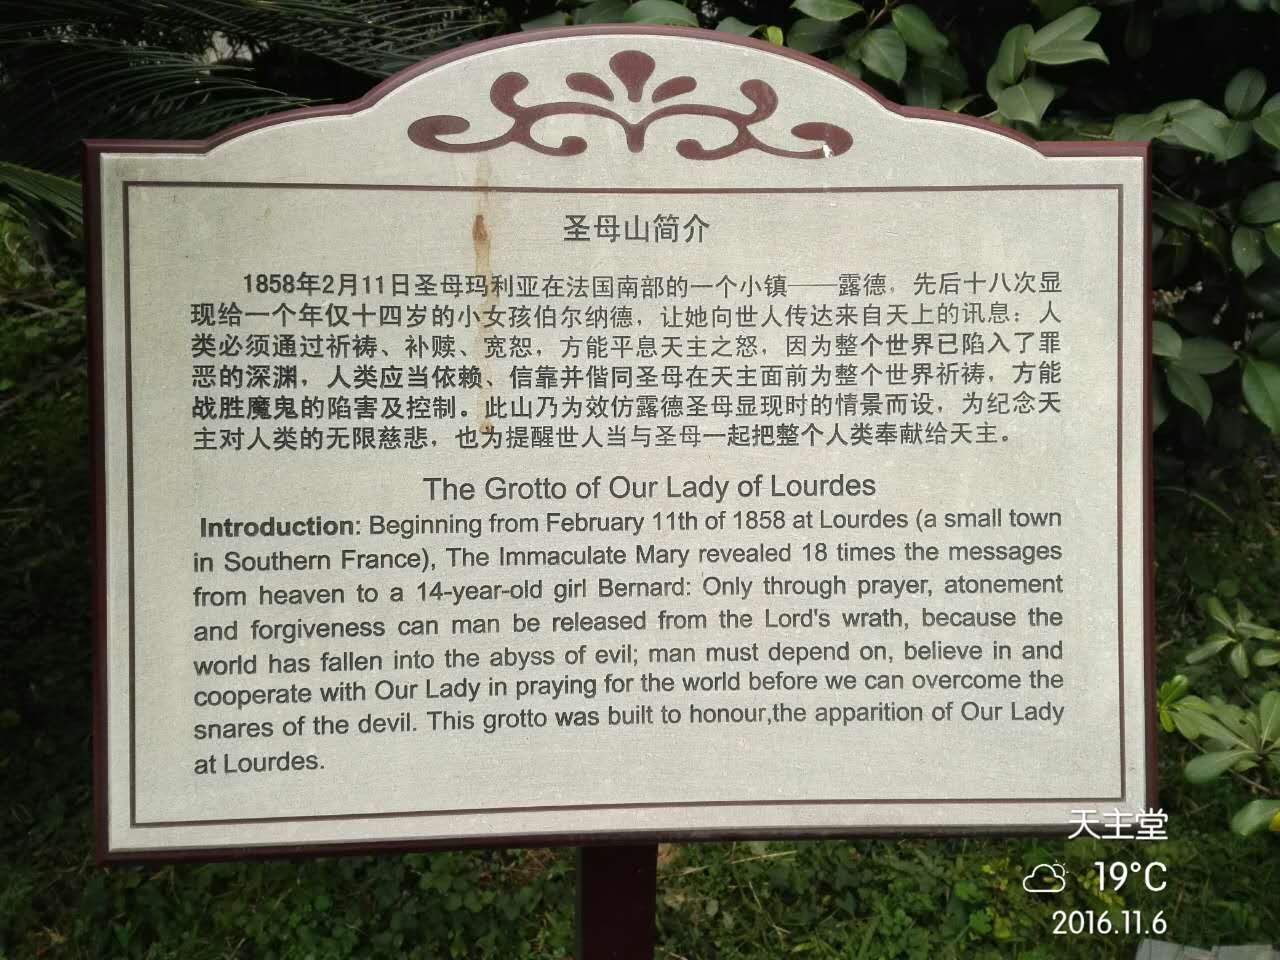 圣母山简介
1858年2月11日圣母玛利亚在法国南部的一个小镇——露德，先后十八次显
现给一个年仅十四岁的小女孩伯尔纳德，让她向世人传达来自天上的讯息：人
类必须通过祈祷、补赎、宽恕，方能平息天主之怒，因为整个世界已陷入了罪
恶的深渊，人类应当依赖、信靠并偕同圣母在天主面前为整个世界祈祷，方能
战胜魔鬼的陷害及控制。此山乃为效仿露德圣母显现时的情景而设，为纪念天
主对人类的无限慈悲，也为提醒世人当与圣母一起把整个人类奉献给天主。
The Grotto of Our Lady of Lourdes
Introduction: Beginning from February 11th of 1858 at Lourdes (a small town
in Southern France), The Immaculate Mary revealed 18 times the messages
from heaven to a 14-year-old girl Bernard: Only through prayer, atonement
and forgiveness can man be released from the Lord's wrath, because the
world has fallen into the abyss of evil; man must depend on, believe in and
cooperate with Our Lady in praying for the world before we can overcome the
snares of the devil. This grotto was built to honour,the apparition of Our Lady
at Lourdes.
天主堂
19°C
2016.11.6